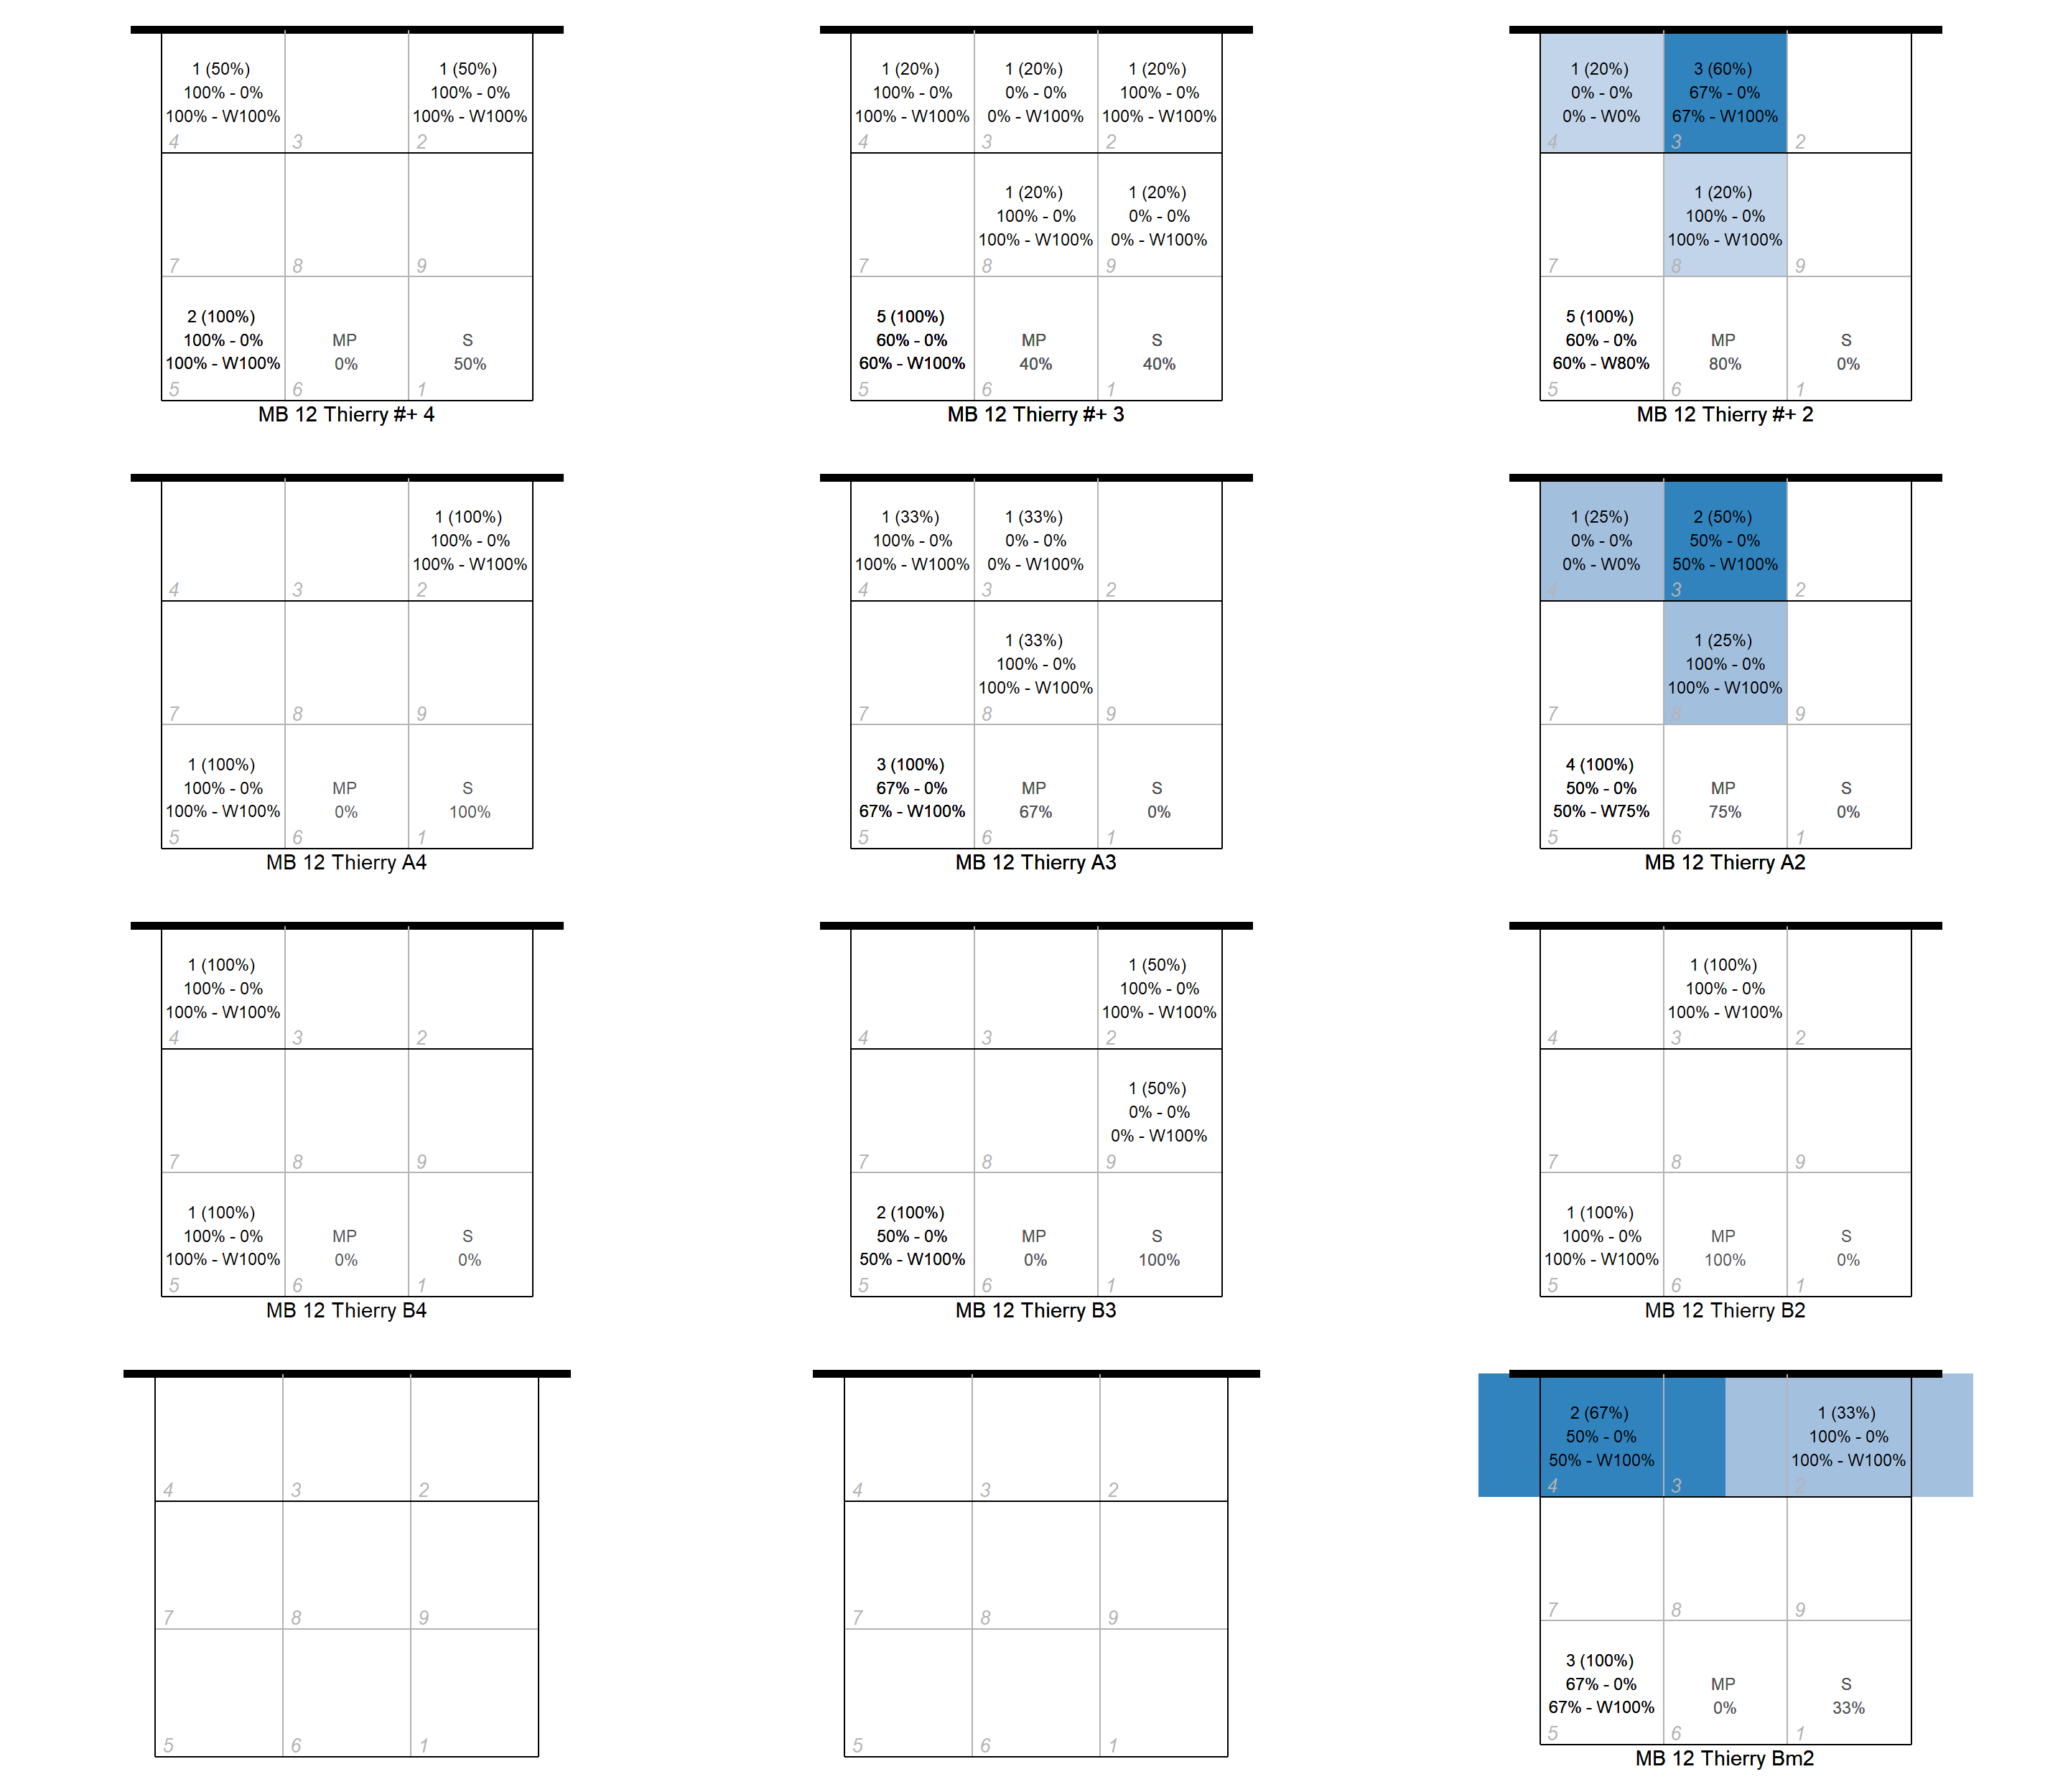 1 (50%)
100% - 0%
100% - W100%
4
3
1 (50%)
100% - 0%
100% - W100%
2
7
8
9
2 (100%)
100% - 0%
100% - W100%
5
MP
0%
6
S
50%
1
MB 12 Thierry #+ 4
1 (20%)
100% - 0%
100% - W100%
4
1 (20%)
0% - 0%
0% - W100%
3
1 (20%)
100% - 0%
100% - W100%
2
7
1 (20%)
100% - 0%
100% - W100%
8
1 (20%)
0% - 0%
0% - W100%
9
5 (100%)
60% - 0%
60% - W100%
5
MP
40%
6
S
40%
1
MB 12 Thierry #+ 3
1 (20%)
0% - 0%
0% - W0%
4
3 (60%)
67% - 0%
67% - W100%
3
2
7
1 (20%)
100% - 0%
100% - W100%
8
9
5 (100%)
60% - 0%
60% - W80%
5
MP
80%
6
S
0%
1
MB 12 Thierry #+ 2
4
3
1 (100%)
100% - 0%
100% - W100%
2
7
8
9
1 (100%)
100% - 0%
100% - W100%
5
MP
0%
6
S
100%
1
MB 12 Thierry A4
1 (33%)
100% - 0%
100% - W100%
4
1 (33%)
0% - 0%
0% - W100%
3
2
7
1 (33%)
100% - 0%
100% - W100%
8
9
3 (100%)
67% - 0%
67% - W100%
5
MP
67%
6
S
0%
1
MB 12 Thierry A3
1 (25%)
0% - 0%
0% - W0%
4
2 (50%)
50% - 0%
50% - W100%
3
2
7
1 (25%)
100% - 0%
100% - W100%
8
9
4 (100%)
50% - 0%
50% - W75%
5
MP
75%
6
S
0%
1
MB 12 Thierry A2
1 (100%)
100% - 0%
100% - W100%
4
3
2
7
8
9
1 (100%)
100% - 0%
100% - W100%
5
MP
0%
6
S
0%
1
MB 12 Thierry B4
4
3
1 (50%)
100% - 0%
100% - W100%
2
7
8
1 (50%)
0% - 0%
0% - W100%
9
2 (100%)
50% - 0%
50% - W100%
5
MP
0%
6
S
100%
1
MB 12 Thierry B3
4
1 (100%)
100% - 0%
100% - W100%
3
2
7
8
9
1 (100%)
100% - 0%
100% - W100%
5
MP
100%
6
S
0%
1
MB 12 Thierry B2
4
3
2
7
8
9
5
6
1
4
3
2
7
8
9
5
6
1
2 (67%)
50% - 0%
50% - W100%
4
3
1 (33%)
100% - 0%
100% - W100%
2
7
8
9
3 (100%)
67% - 0%
67% - W100%
5
MP
0%
6
S
33%
1
MB 12 Thierry Bm2